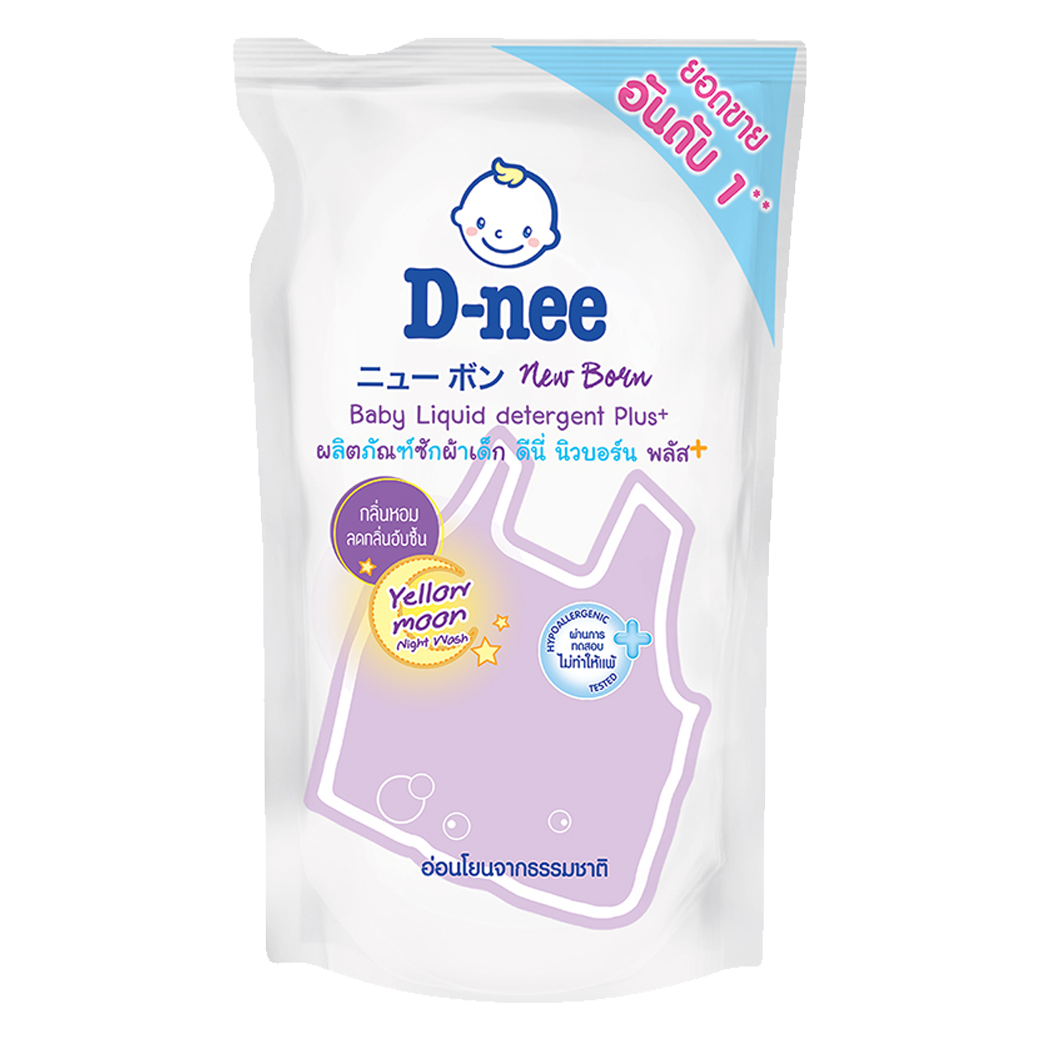 ยอดขาย
อันดับ 1**
D-nee
ニュー ボン New Born
Baby Liquid detergent Plus+
ผลิตภัณฑ์ซักผ้าเด็ก ดีนี่ นิวบอร์น พลัส+
กลิ่นหอม
ลดกลิ่นอับชื้น
Yellow
moon
Night Wash
HYPOALLERGENIC
ผ่านการ
ทดสอบ
ไม่ทำให้แพ้
TESTED
อ่อนโยนจากธรรมชาติ